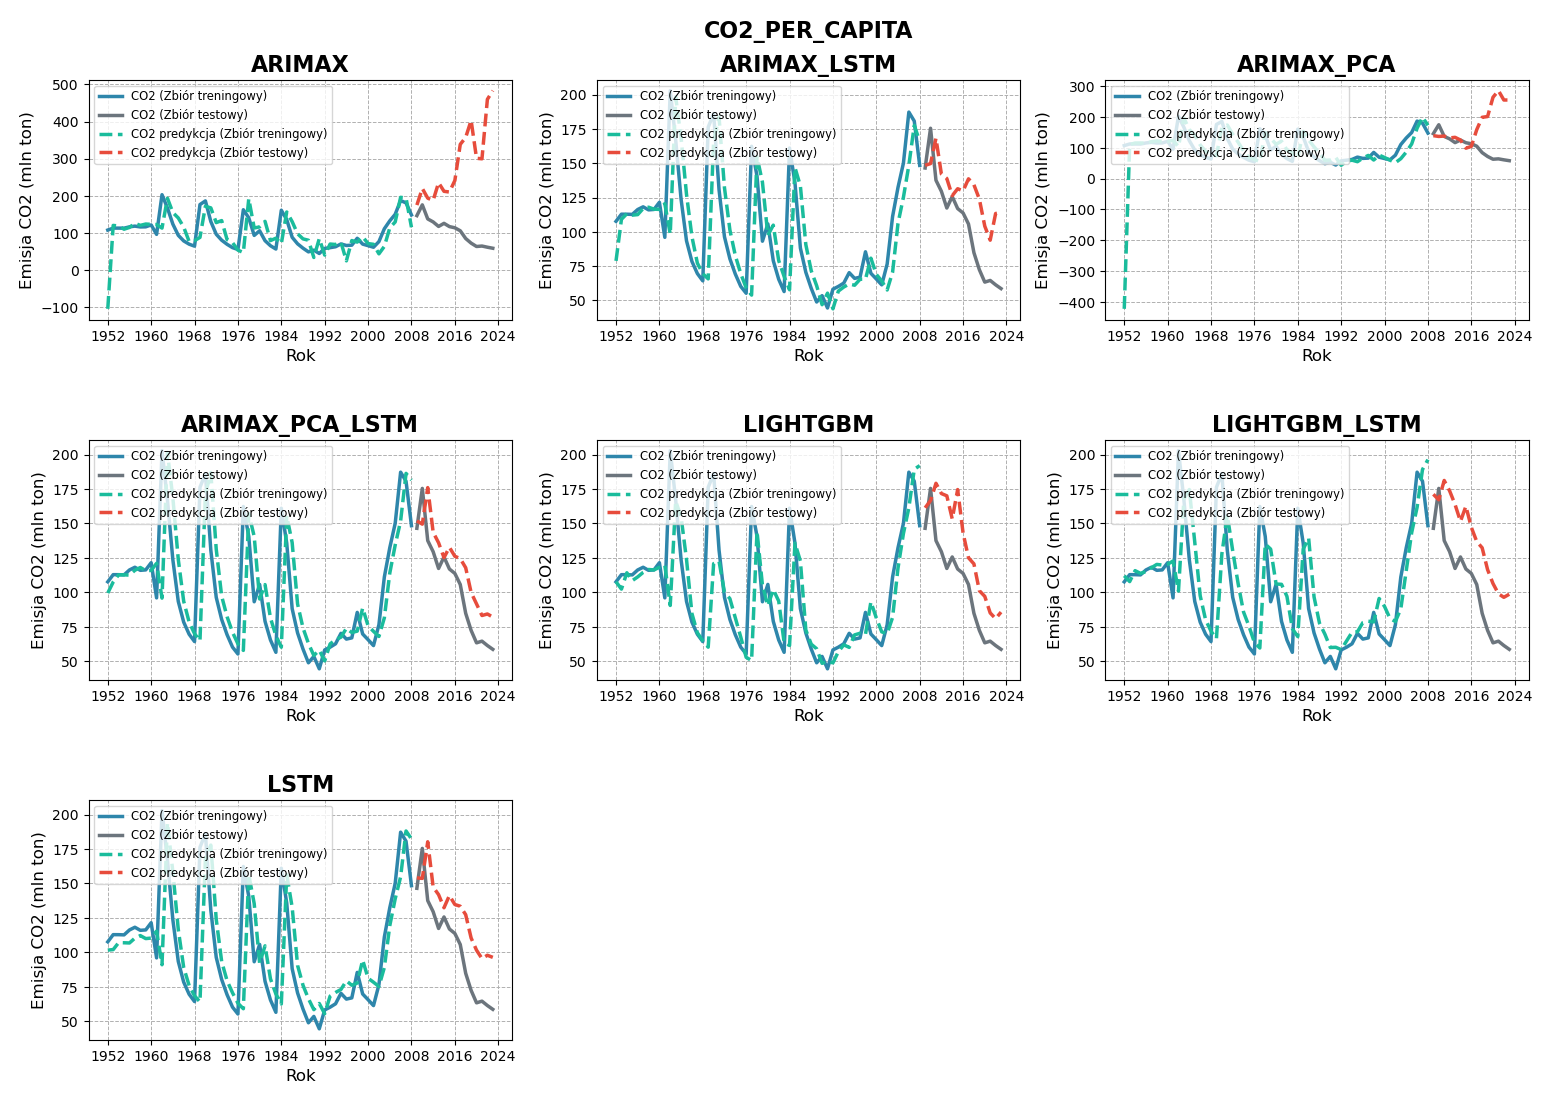 CO2_PER_CAPITA
ARIMAX
500
400
300
200
100
0
−100
Emisja CO2 (mln ton)
CO2 (Zbiór treningowy)
CO2 (Zbiór testowy)
CO2 predykcja (Zbiór treningowy)
CO2 predykcja (Zbiór testowy)
1952 1960 1968 1976 1984 1992 2000 2008 2016 2024
Rok
ARIMAX_LSTM
200
175
150
125
100
75
50
Emisja CO2 (mln ton)
CO2 (Zbiór treningowy)
CO2 (Zbiór testowy)
CO2 predykcja (Zbiór treningowy)
CO2 predykcja (Zbiór testowy)
1952 1960 1968 1976 1984 1992 2000 2008 2016 2024
Rok
ARIMAX_PCA
300
200
100
0
−100
−200
−300
−400
Emisja CO2 (mln ton)
CO2 (Zbiór treningowy)
CO2 (Zbiór testowy)
CO2 predykcja (Zbiór treningowy)
CO2 predykcja (Zbiór testowy)
1952 1960 1968 1976 1984 1992 2000 2008 2016 2024
Rok
ARIMAX_PCA_LSTM
200
175
150
125
100
75
50
Emisja CO2 (mln ton)
CO2 (Zbiór treningowy)
CO2 (Zbiór testowy)
CO2 predykcja (Zbiór treningowy)
CO2 predykcja (Zbiór testowy)
1952 1960 1968 1976 1984 1992 2000 2008 2016 2024
Rok
LIGHTGBM
200
175
150
125
100
75
50
Emisja CO2 (mln ton)
CO2 (Zbiór treningowy)
CO2 (Zbiór testowy)
CO2 predykcja (Zbiór treningowy)
CO2 predykcja (Zbiór testowy)
1952 1960 1968 1976 1984 1992 2000 2008 2016 2024
Rok
LIGHTGBM_LSTM
200
175
150
125
100
75
50
Emisja CO2 (mln ton)
CO2 (Zbiór treningowy)
CO2 (Zbiór testowy)
CO2 predykcja (Zbiór treningowy)
CO2 predykcja (Zbiór testowy)
1952 1960 1968 1976 1984 1992 2000 2008 2016 2024
Rok
LSTM
200
175
150
125
100
75
50
Emisja CO2 (mln ton)
CO2 (Zbiór treningowy)
CO2 (Zbiór testowy)
CO2 predykcja (Zbiór treningowy)
CO2 predykcja (Zbiór testowy)
1952 1960 1968 1976 1984 1992 2000 2008 2016 2024
Rok